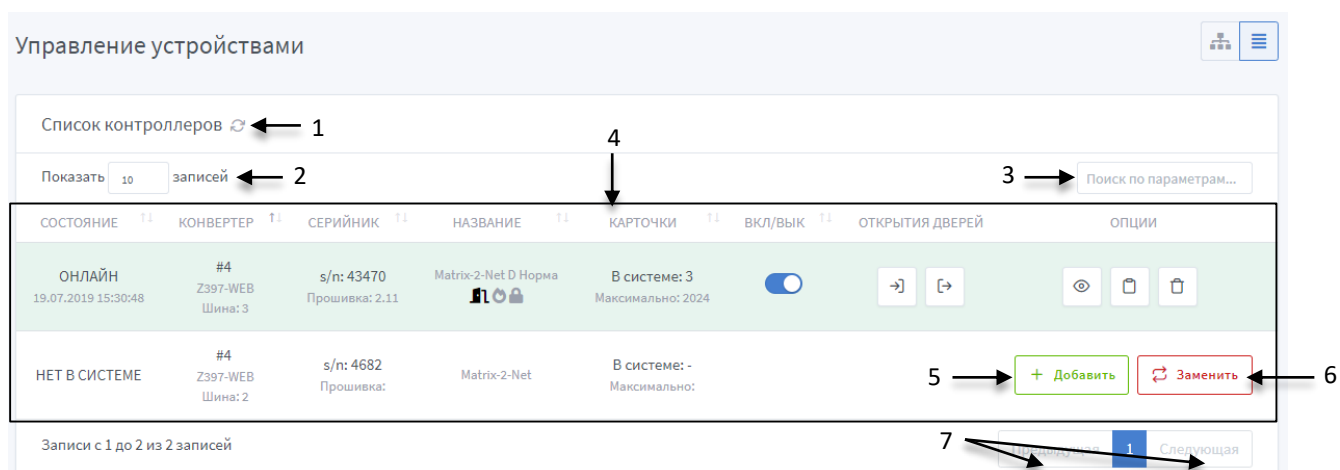 Управление устройствами
Список контроллеров 1
4
Показать 10 записей 2 3 Поиск по параметрам...
СОСТОЯНИЕ КОНВЕРТЕР СЕРИЙНИК НАЗВАНИЕ КАРТОЧКИ ВКЛ/ВЫК ОТКРЫТИЯ ДВЕРЕЙ ОПЦИИ
ОНЛАЙН #4 s/n: 43470 Matrix-2-Net D Норма В системе: 3
19.07.2019 15:30:48 Z397-WEB Прошивка: 2.11 Максимально: 2024
Шина: 3
НЕТ В СИСТЕМЕ #4 s/n: 4682 Matrix-2-Net В системе: - 5 + Добавить Заменить 6
Z397-WEB Прошивка: Максимально:
Шина: 2
Записи с 1 до 2 из 2 записей 7 Предыдущая 1 Следующая